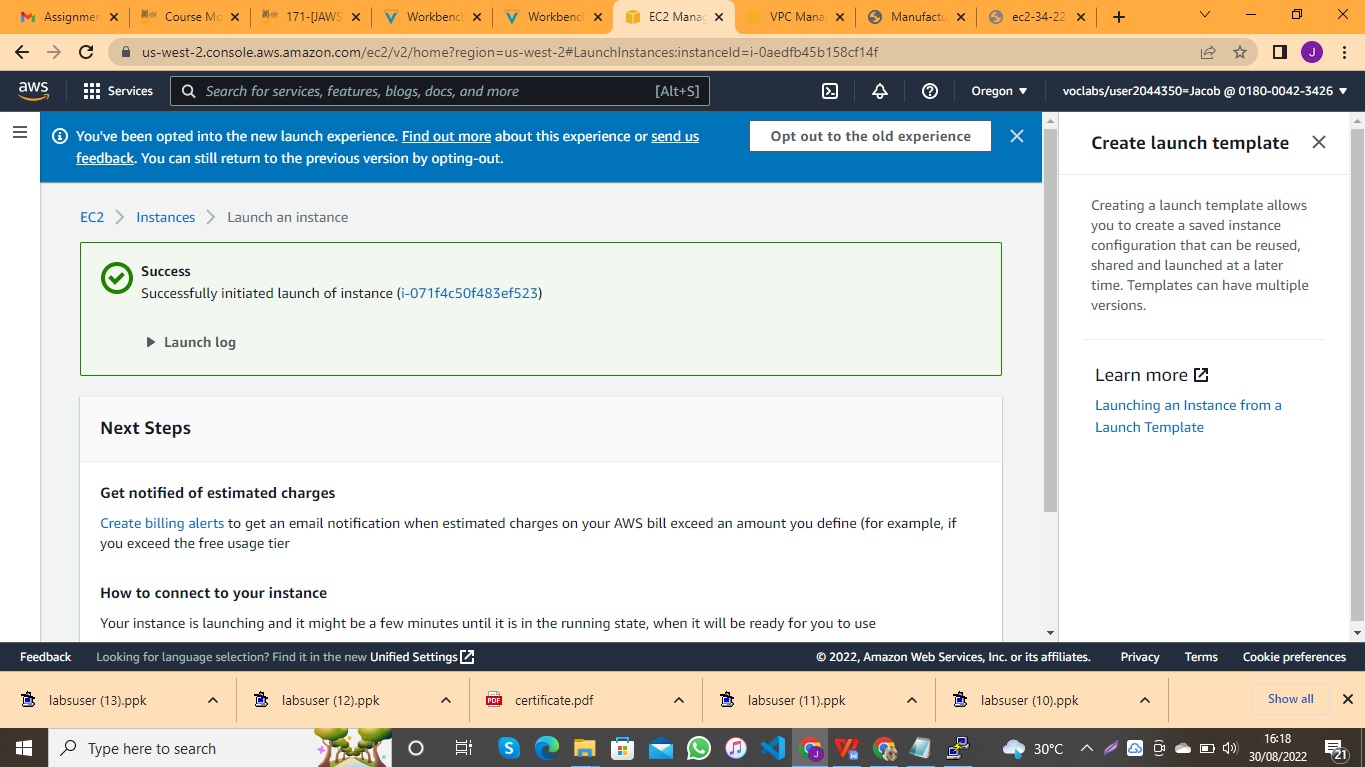 Assignmen
Course Mo
171-[JAWS
Workbenc
Workbenc
EC2 Manag
VPC Mana
Manufactu
ec2-34-22
us-west-2.console.aws.amazon.com/ec2/v2/home?region=us-west-2#LaunchInstances:instanceId=i-0aedfb45b158cf14f
J
aws
Services
Search for services, features, blogs, docs, and more
[Alt+S]
Oregon
voclabs/user2044350=Jacob @ 0180-0042-3426
You've been opted into the new launch experience. Find out more about this experience or send us
feedback. You can still return to the previous version by opting-out.
Opt out to the old experience
EC2
Instances
Launch an instance
Success
Successfully initiated launch of instance (i-071f4c50f483ef523)
Launch log
Next Steps
Get notified of estimated charges
Create billing alerts to get an email notification when estimated charges on your AWS bill exceed an amount you define (for example, if
you exceed the free usage tier
How to connect to your instance
Your instance is launching and it might be a few minutes until it is in the running state, when it will be ready for you to use
Create launch template
Creating a launch template allows
you to create a saved instance
configuration that can be reused,
shared and launched at a later
time. Templates can have multiple
versions.
Learn more
Launching an Instance from a
Launch Template
Feedback
Looking for language selection? Find it in the new Unified Settings
© 2022, Amazon Web Services, Inc. or its affiliates.
Privacy
Terms
Cookie preferences
labsuser (13).ppk
labsuser (12).ppk
PDF
certificate.pdf
labsuser (11).ppk
labsuser (10).ppk
Show all
Type here to search
30°C
16:18
30/08/2022
21